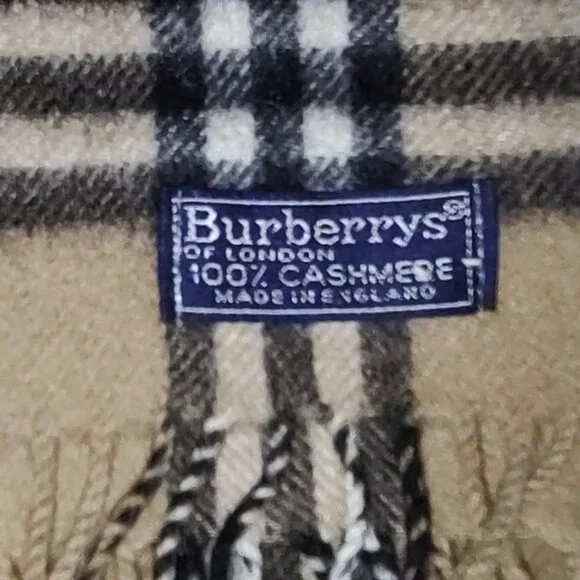 Burberrys®
OF LONDON
100% CASHMERE
MADE IN ENGLAND